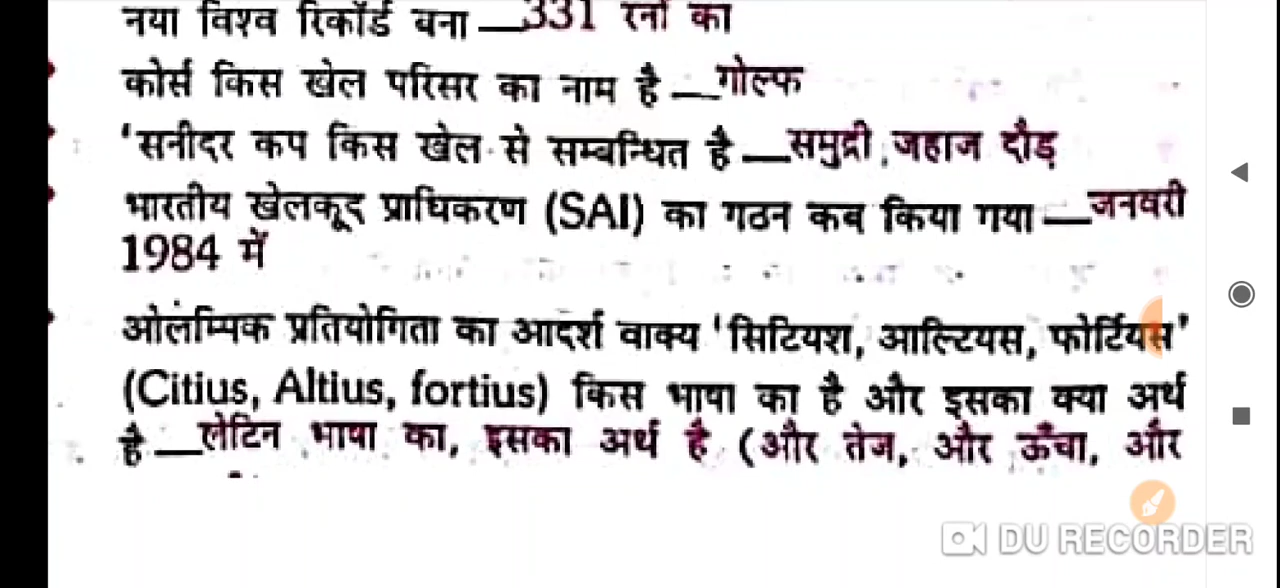 नया विश्व रिकॉर्ड बना —331 रनों का
कोर्स किस खेल परिसर का नाम है —गोल्फ
'सनीदर कप किस खेल से सम्बन्धित है —समुद्री जहाज दौड़
भारतीय खेलकूद प्राधिकरण (SAI) का गठन कब किया गया —जनवरी
1984 में
ओलम्पिक प्रतियोगिता का आदर्श वाक्य 'सिटियश, आल्टियस, फोर्टियस'
(Citius, Altius, fortius) किस भाषा का है और इसका क्या अर्थ
है —लेटिन भाषा का, इसका अर्थ है (और तेज, और ऊँचा, और
DU RECORDER